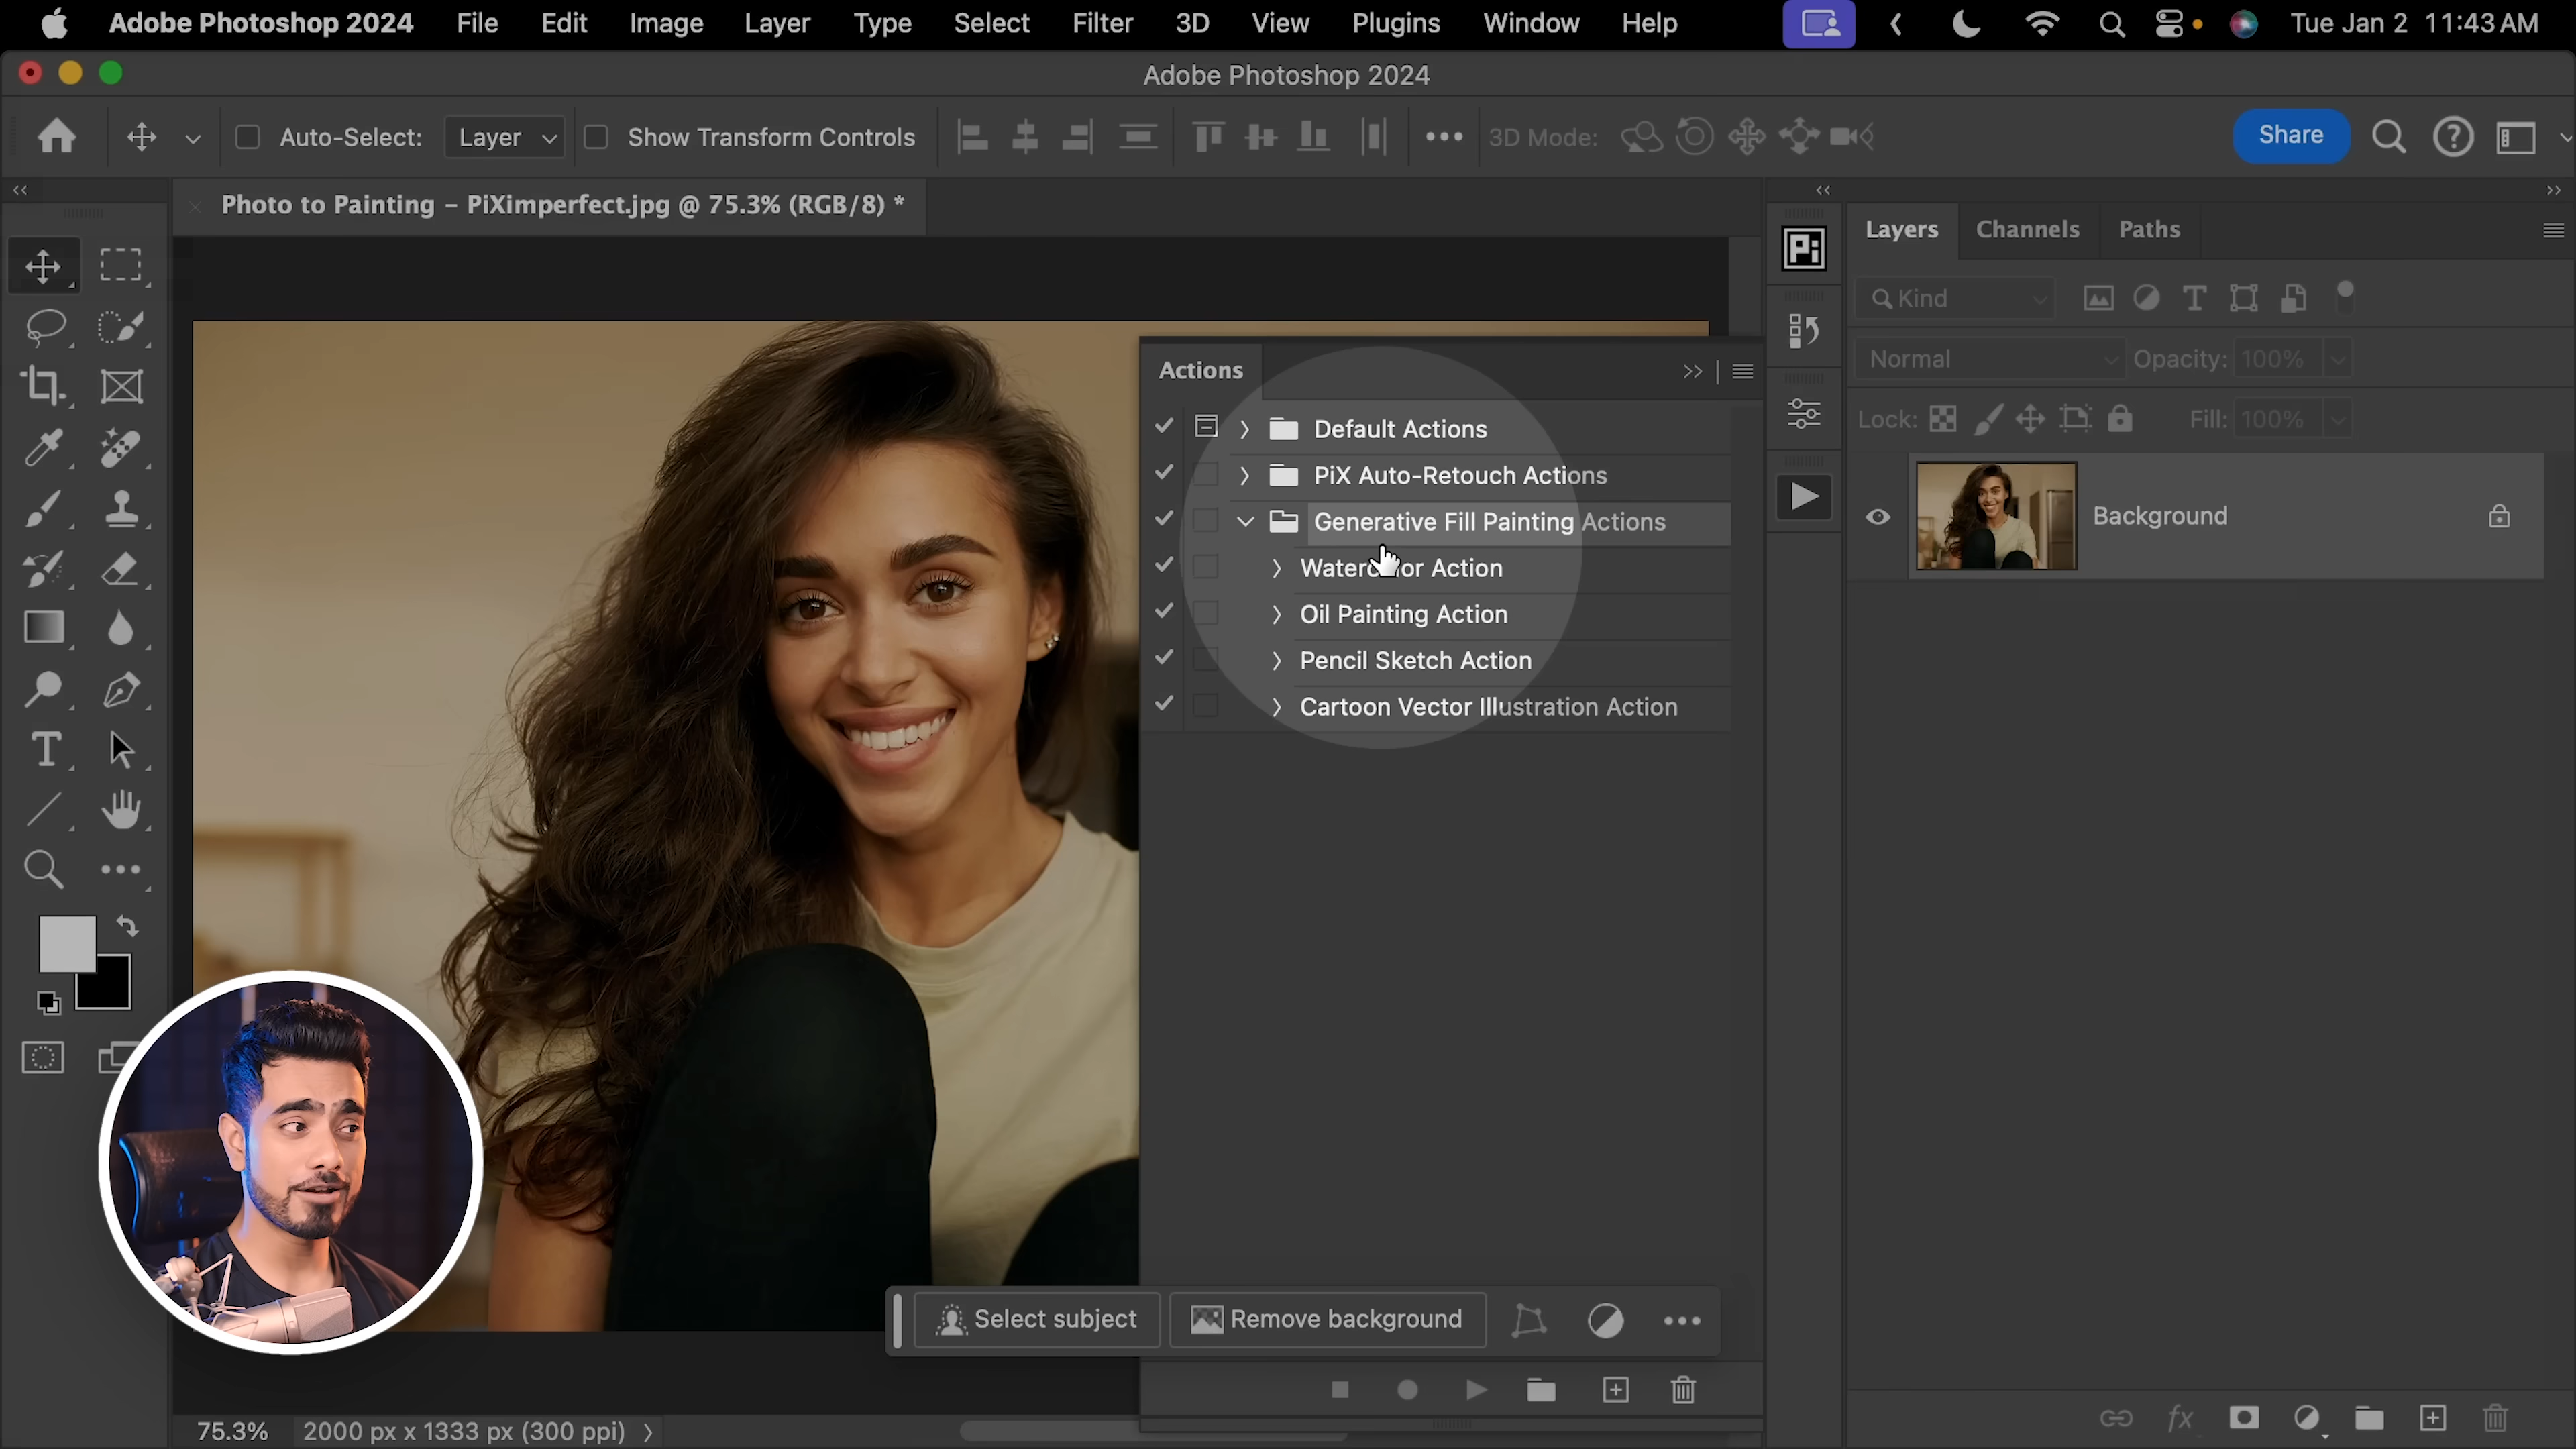 Adobe Photoshop 2024 File Edit Image Layer Type Select Filter 3D View Plugins Window Help Tue Jan 2 11:43 AM
Adobe Photoshop 2024
Auto-Select: Layer Show Transform Controls 3D Mode: Share
Photo to Painting – PiXimperfect.jpg @ 75.3% (RGB/8) *
Pi
Layers Channels Paths
Kind
Normal Opacity: 100%
Lock: Fill: 100%
Background
Actions
Default Actions
PiX Auto-Retouch Actions
Generative Fill Painting Actions
Watercolor Action
Oil Painting Action
Pencil Sketch Action
Cartoon Vector Illustration Action
Select subject Remove background
75.3% 2000 px x 1333 px (300 ppi)
fx